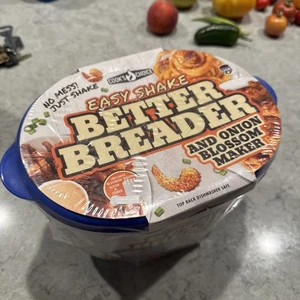 COOK'S CHOICE
NO MESS!
JUST SHAKE
EASY SHAKE
BETTER
BREADER
AND ONION
BLOSSOM
MAKER
TOP RACK DISHWASHER SAFE